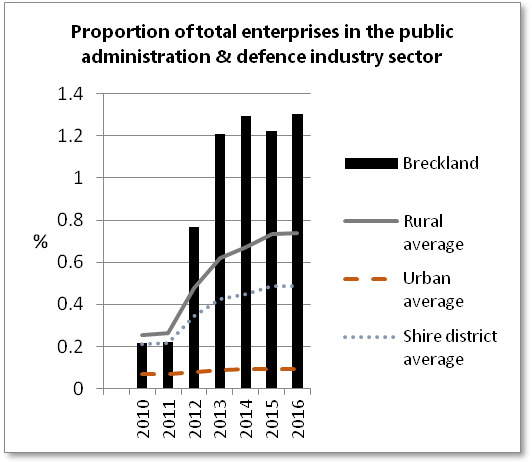 Proportion of total enterprises in the public
administration & defence industry sector
1.4
1.2
1
0.8
0.6
0.4
0.2
0
%
2010
2011
2012
2013
2014
2015
2016
Breckland
Rural
average
Urban
average
Shire district
average